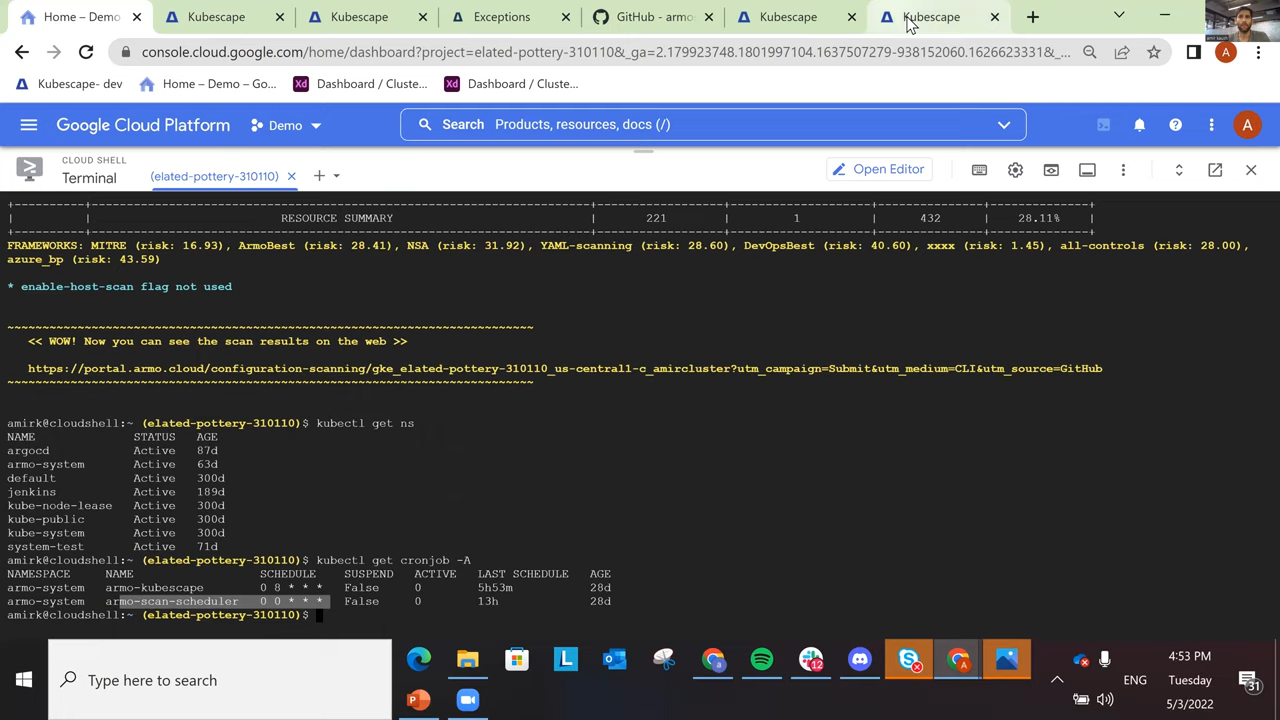 Home – Demo – G
Kubescape
Kubescape
Exceptions
GitHub - armo
Kubescape
Kubescape
console.cloud.google.com/home/dashboard?project=elated-pottery-310110&_ga=2.179923748.1901997104.1637507279-938152060.1626623331&_...
A
Kubescape- dev
Home – Demo – Go...
Xd
Dashboard / Cluste...
Xd
Dashboard / Cluste...
Google Cloud Platform
Demo
Search Products, resources, docs (/)
A
CLOUD SHELL
Terminal
(elated-pottery-310110)
Open Editor
| | RESOURCE SUMMARY | 221 | 1 | 432 | 28.11% |
FRAMEWORKS: MITRE (risk: 16.93), ArmoBest (risk: 28.41), NSA (risk: 31.92), YAML-scanning (risk: 28.60), DevOpsBest (risk: 40.60), xxxx (risk: 1.45), all-controls (risk: 28.00),
azure_bp (risk: 43.59)
* enable-host-scan flag not used
<< WOW! Now you can see the scan results on the web >>
https://portal.armo.cloud/configuration-scanning/gke_elated-pottery-310110_us-central1-c_amircluster?utm_campaign=Submit&utm_medium=CLI&utm_source=GitHub
amirk@cloudshell:~ (elated-pottery-310110)$ kubectl get ns
NAME STATUS AGE
argocd Active 87d
armo-system Active 63d
default Active 300d
jenkins Active 189d
kube-node-lease Active 300d
kube-public Active 300d
kube-system Active 300d
system-test Active 71d
amirk@cloudshell:~ (elated-pottery-310110)$ kubectl get cronjob -A
NAMESPACE NAME SCHEDULE SUSPEND ACTIVE LAST SCHEDULE AGE
armo-system armo-kubescape 0 8 * * * False 0 5h53m 28d
armo-system armo-scan-scheduler 0 0 * * * False 0 13h 28d
amirk@cloudshell:~ (elated-pottery-310110)$
Type here to search
L
12
ENG
4:53 PM
Tuesday
5/3/2022
31